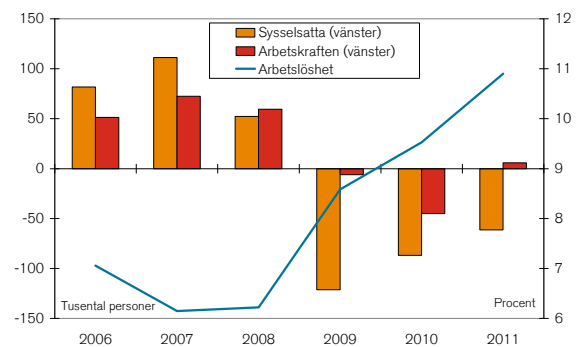 Sysselsatta (vänster)
Arbetskraften (vänster)
Arbetslöshet
150
100
50
0
-50
-100
-150
12
11
10
9
8
7
6
Tusental personer
Procent
2006 2007 2008 2009 2010 2011